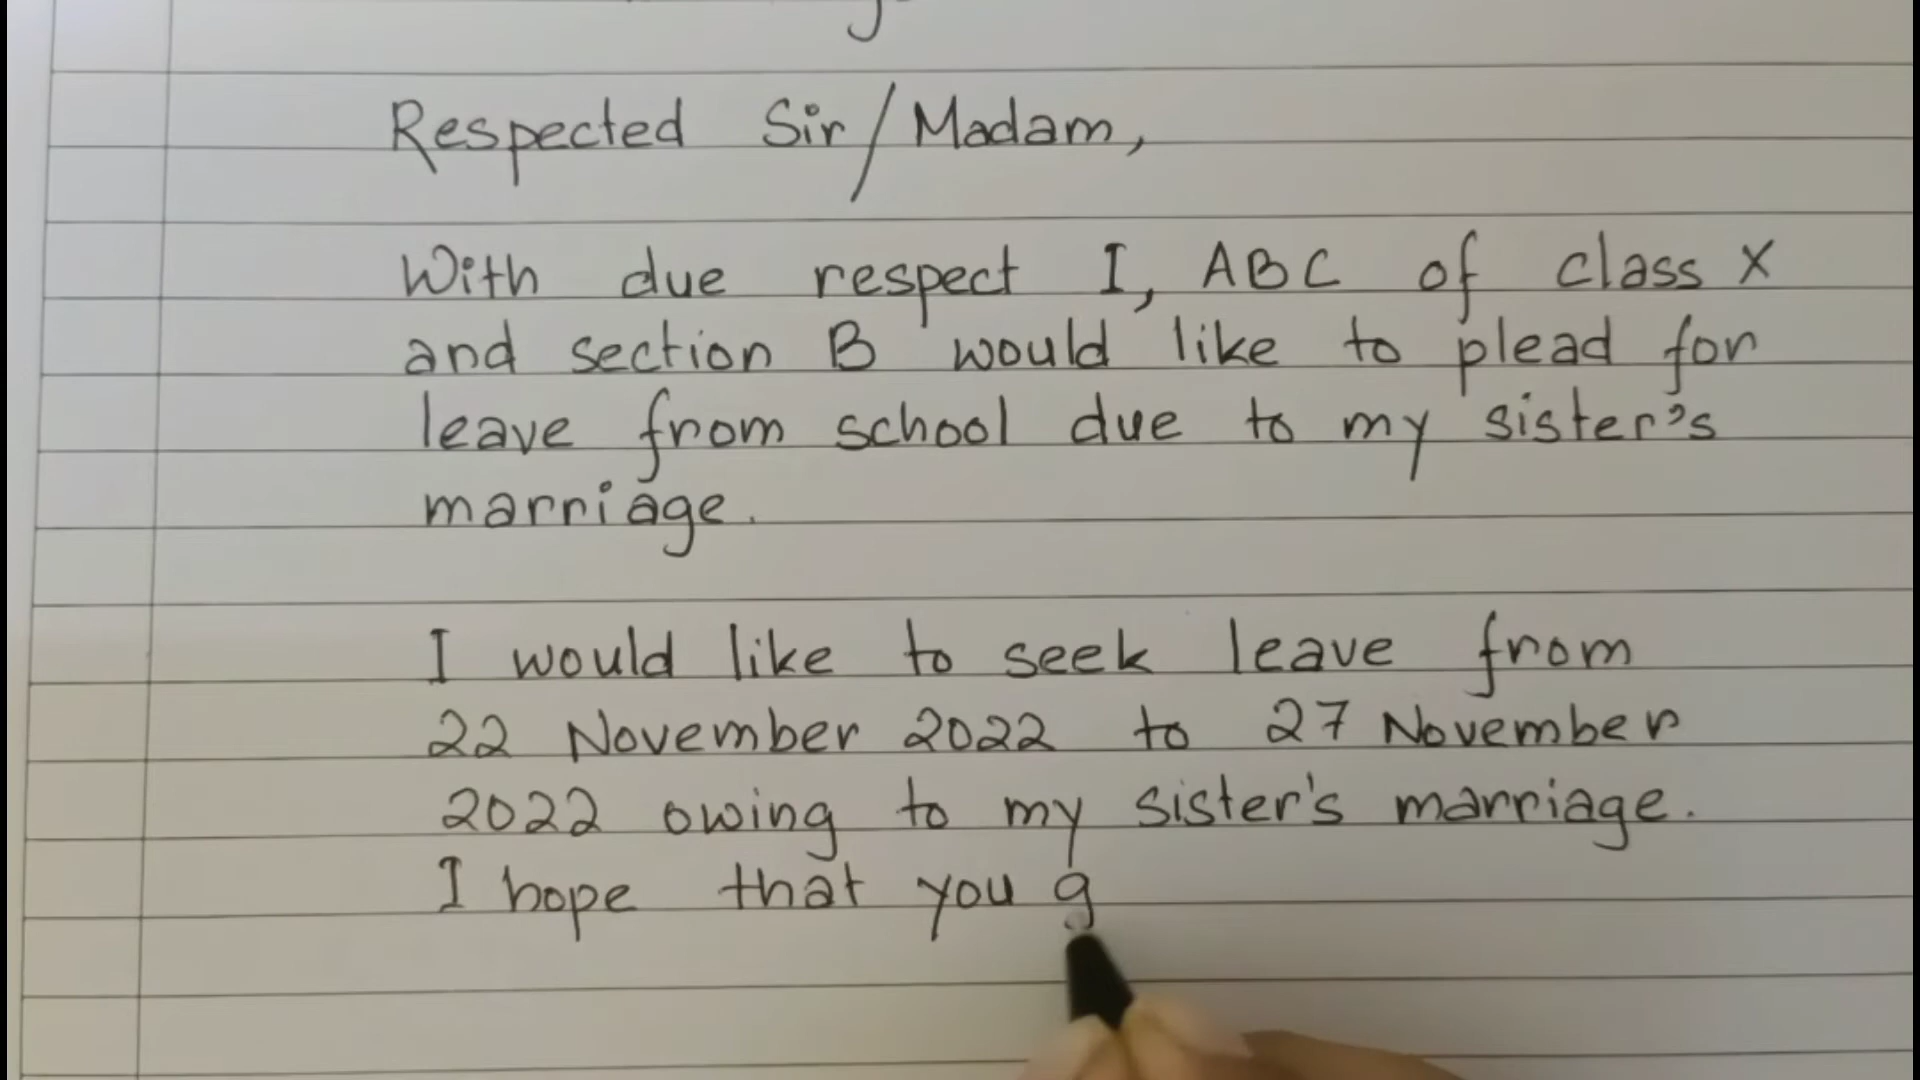 Respected Sir/Madam,
With due respect I, ABC of class X
and section B would like to plead for
leave from school due to my sister's
marriage.
I would like to seek leave from
22 November 2022 to 27 November
2022 owing to my sister's marriage.
I hope that you g